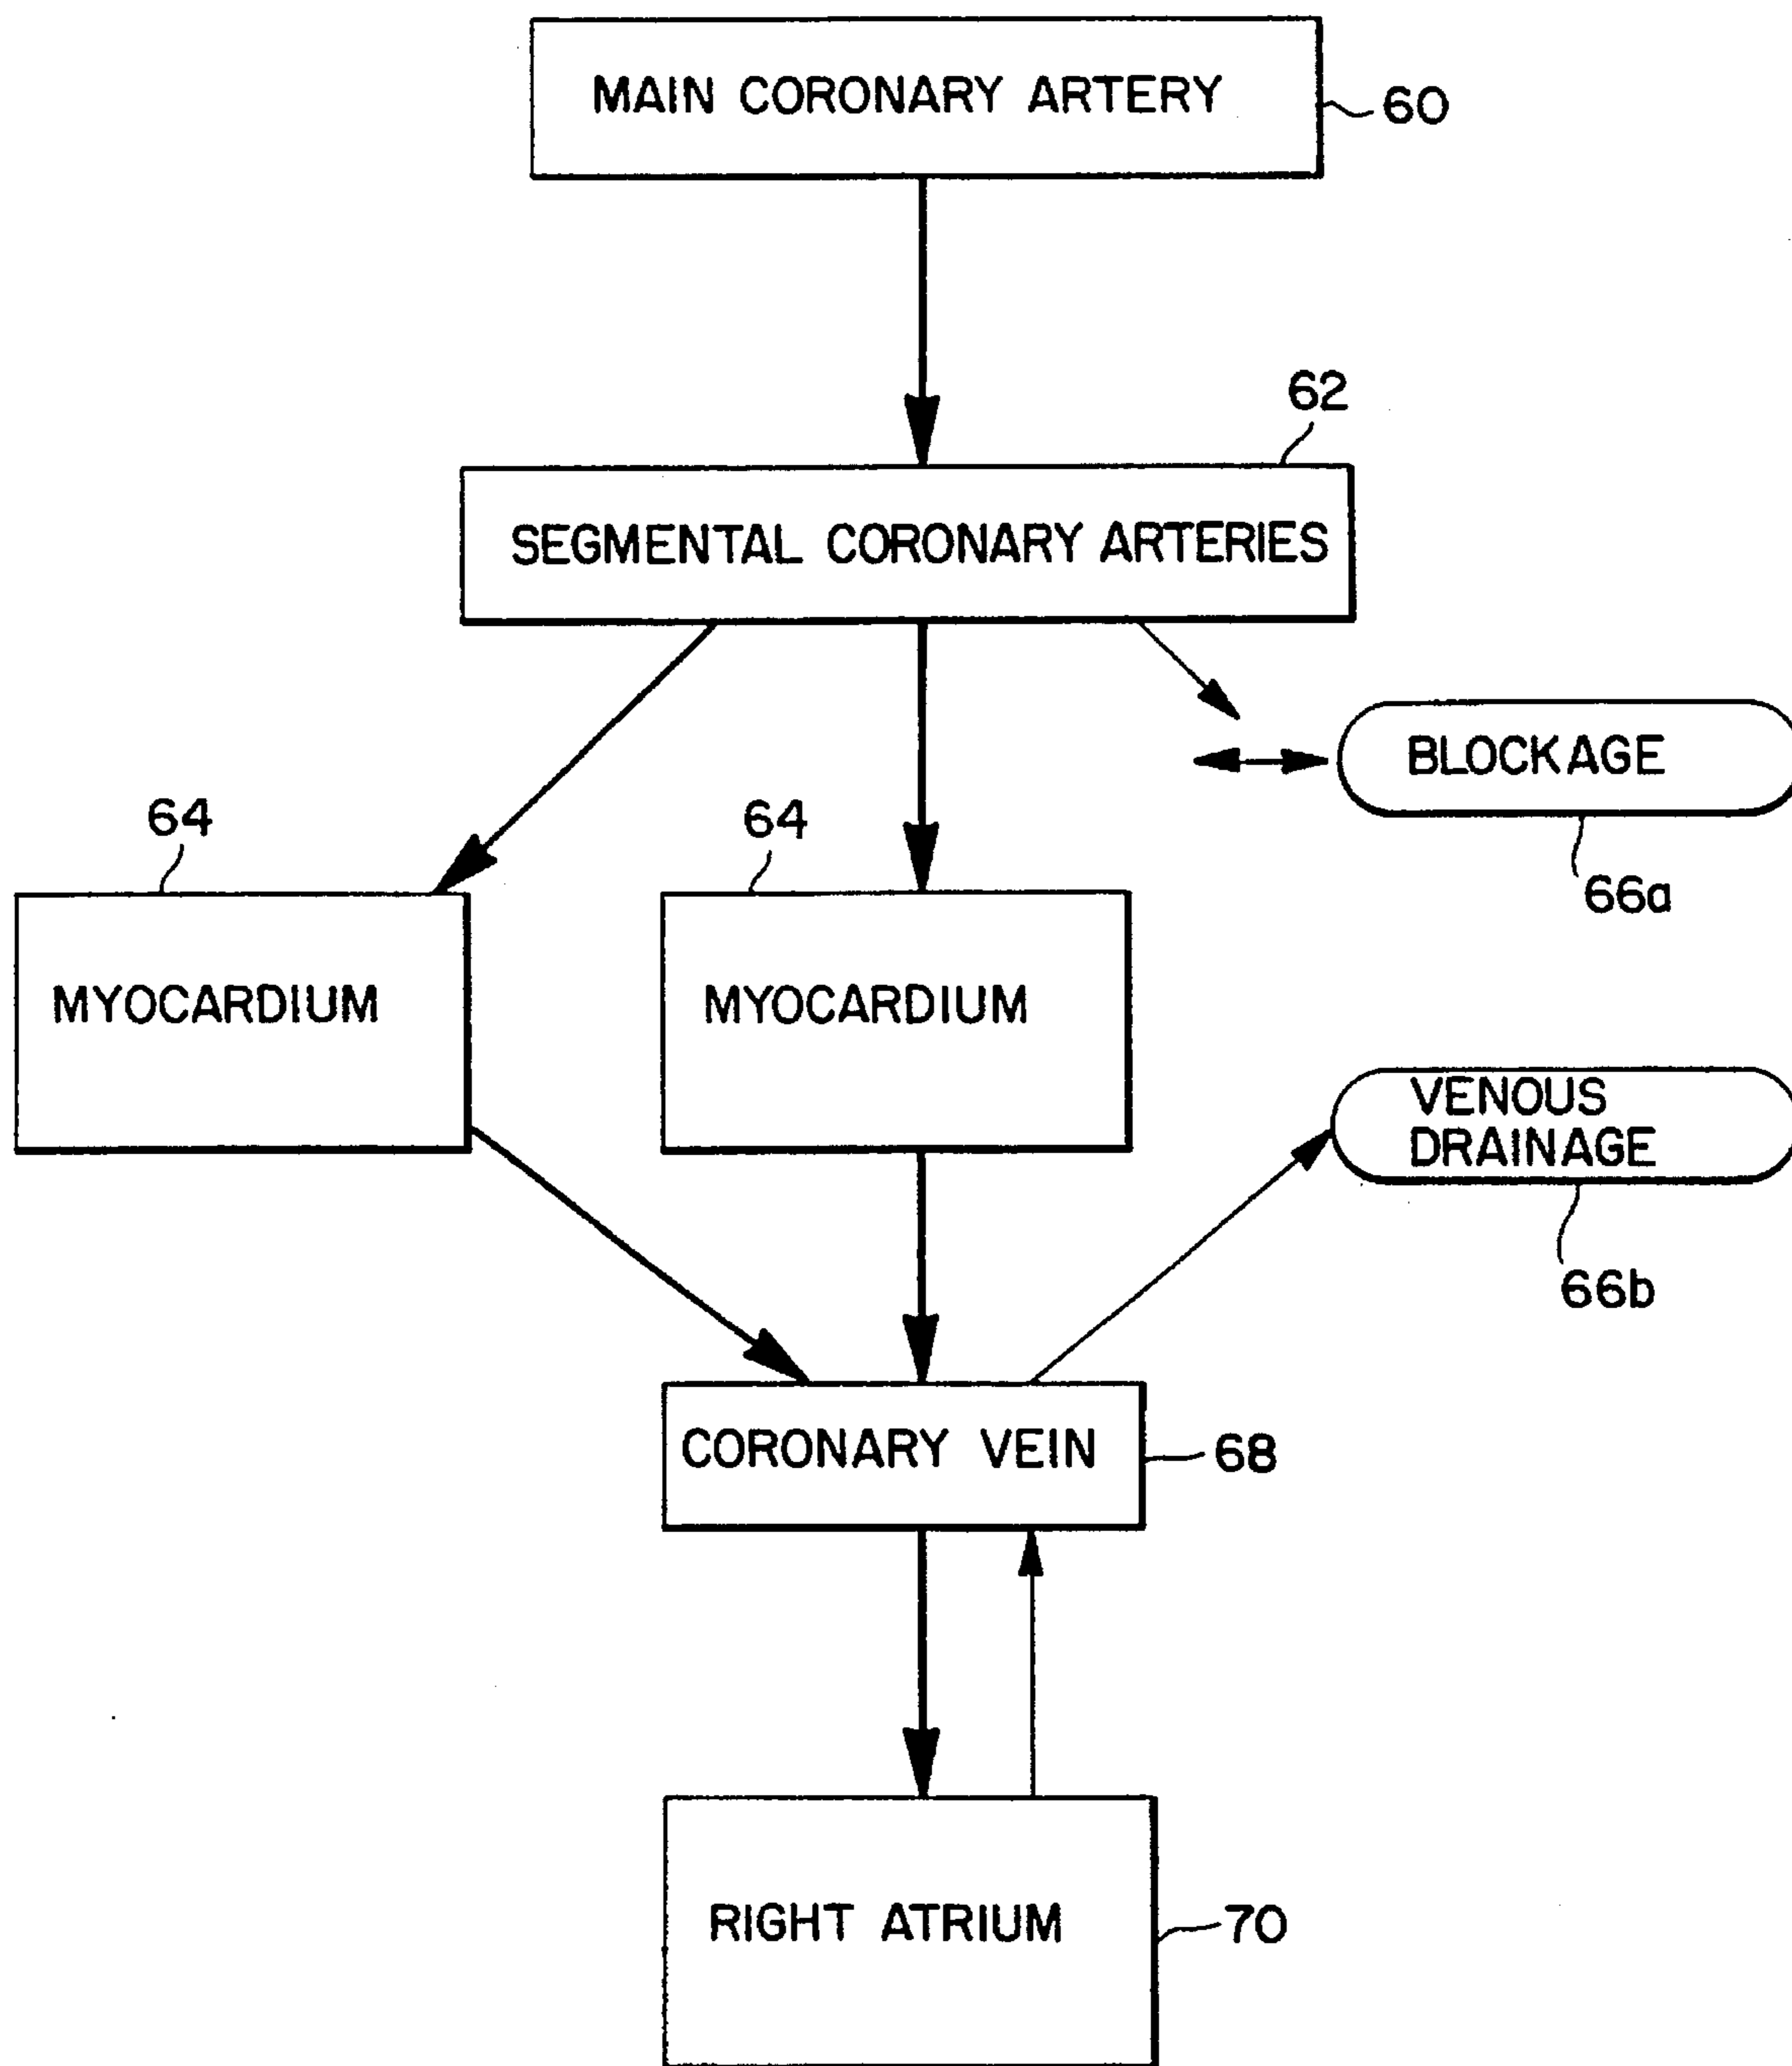 MAIN CORONARY ARTERY
60
62
SEGMENTAL CORONARY ARTERIES
BLOCKAGE
64
64
66a
MYOCARDIUM
MYOCARDIUM
VENOUS
DRAINAGE
66b
CORONARY VEIN
68
RIGHT ATRIUM
70